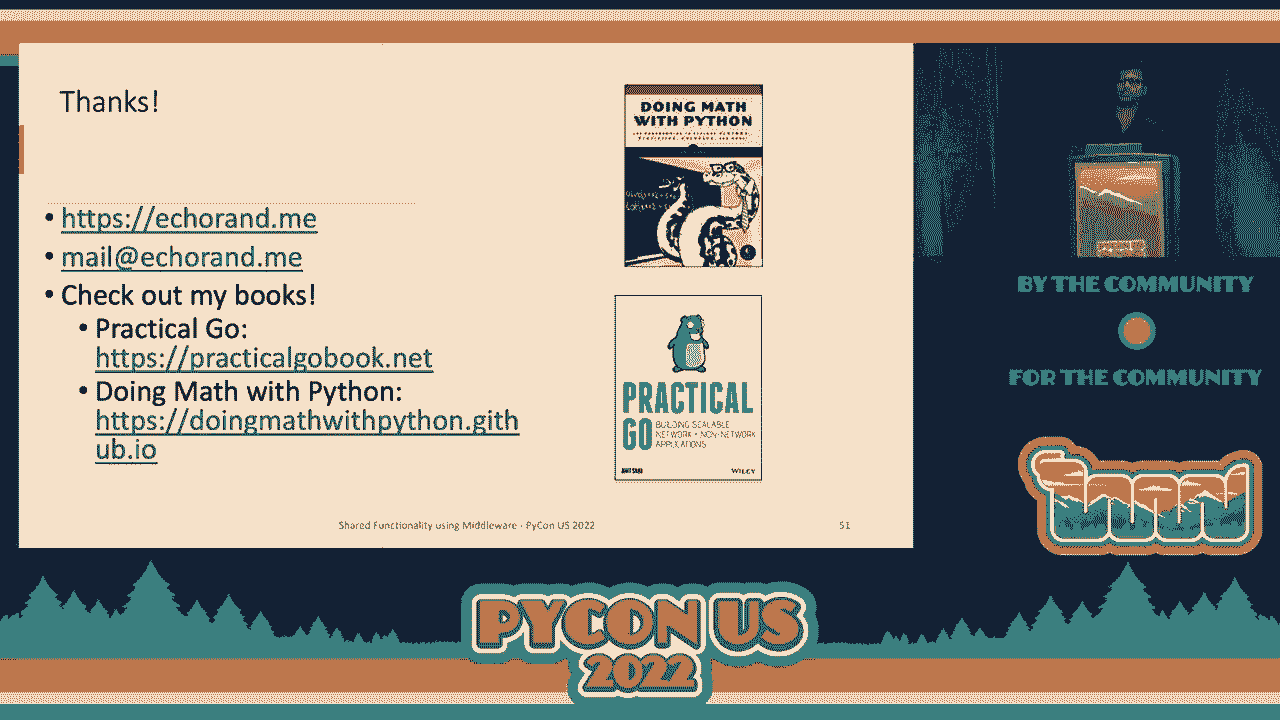 Thanks!
• https://echorand.me
• mail@echorand.me
• Check out my books!
• Practical Go:
https://practicalgobook.net
• Doing Math with Python:
https://doingmathwithpython.gith
ub.io
Shared Functionality using Middleware - PyCon US 2022
51
DOING MATH
WITH PYTHON
PRACTICAL
GO
BUILDING SCALABLE
NETWORK + NON-NETWORK
APPLICATIONS
AMIT SAHA
WILEY
BY THE COMMUNITY
FOR THE COMMUNITY
PYCON US
2022